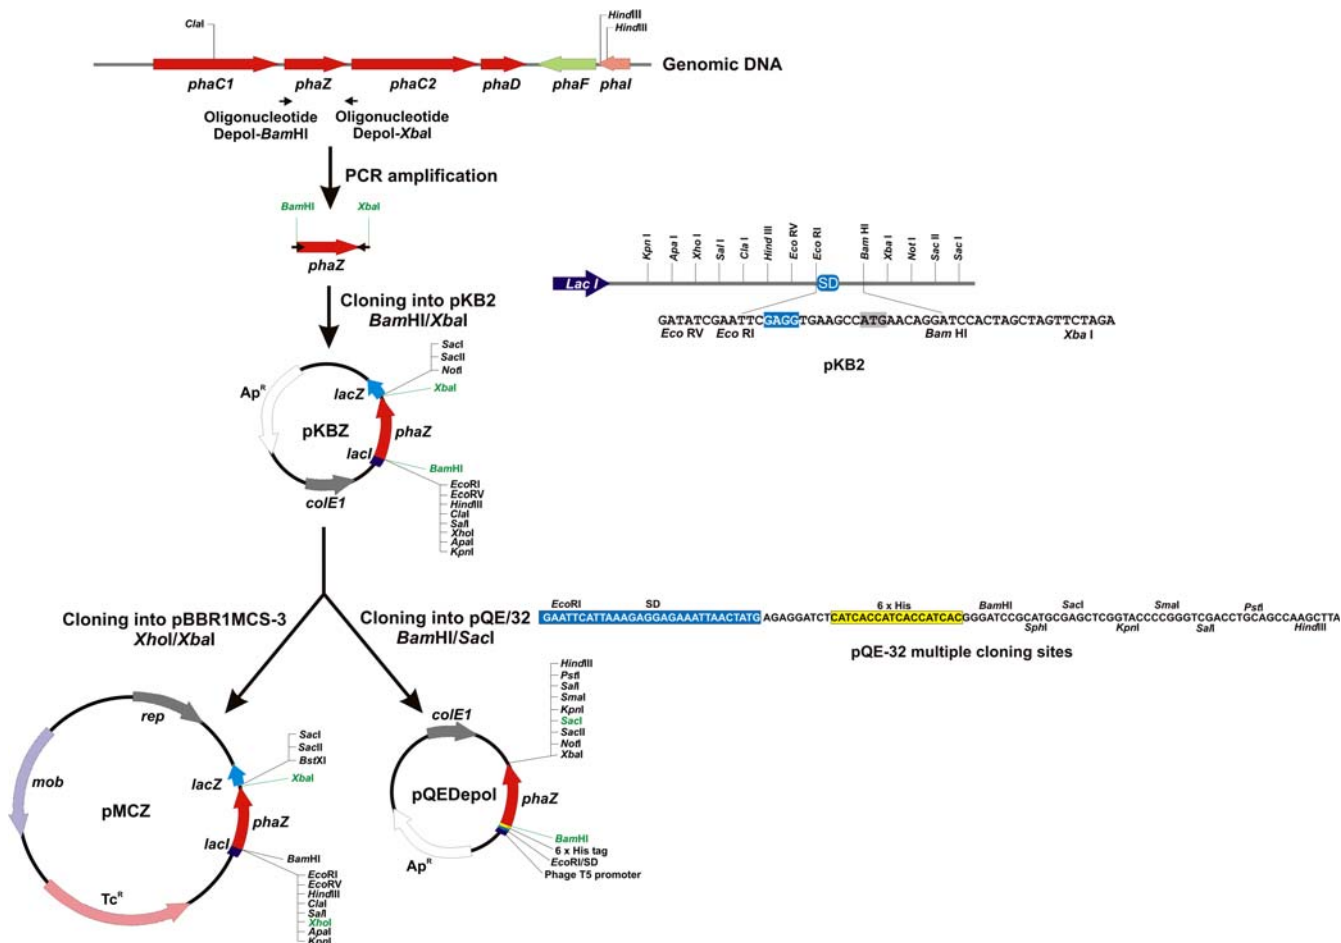 ClaI
HindIII
HindIII
Genomic DNA
phaC1
phaZ
phaC2
phaD
phaF
phaI
Oligonucleotide
Depol-BamHI
Oligonucleotide
Depol-XbaI
PCR amplification
BamHI
XbaI
phaZ
Cloning into pKB2
BamHI/XbaI
Kpn I
Apa I
Xho I
Sal I
Cla I
Hind III
Eco RV
Eco RI
Bam HI
Xba I
Not I
Sac II
Sac I
Lac I
SD
GATATCGAATTCGAGGTGAAGCCATGAACAGGATCCACTAGCTAGTTCTAGA
Eco RV
Eco RI
Bam HI
Xba I
pKB2
SacI
SacII
NotI
XbaI
ApR
lacZ
pKBZ
phaZ
lacI
BamHI
colE1
EcoRI
EcoRV
HindIII
ClaI
SalI
XhoI
ApaI
KpnI
Cloning into pBBR1MCS-3
XhoI/XbaI
Cloning into pQE/32
BamHI/SacI
EcoRI
SD
6 x His
BamHI
SacI
SmaI
PstI
GAATTCATTAAAGAGGAGAAATTAACTATG AGAGGATCTCATCACCATCACCATCACGGGATCCGCATGCGAGCTCGGTACCCCGGGTCGACCTGCAGCCAAGCTTA
SphI
KpnI
SalI
HindIII
pQE-32 multiple cloning sites
rep
mob
SacI
SacII
BstXI
XbaI
lacZ
pMCZ
phaZ
lacI
BamHI
EcoRI
EcoRV
HindIII
ClaI
SalI
XhoI
ApaI
KpnI
TcR
HindIII
PstI
SalI
SmaI
KpnI
SacI
SacII
NotI
XbaI
colE1
pQEDepol
phaZ
BamHI
6 x His tag
EcoRI/SD
Phage T5 promoter
ApR